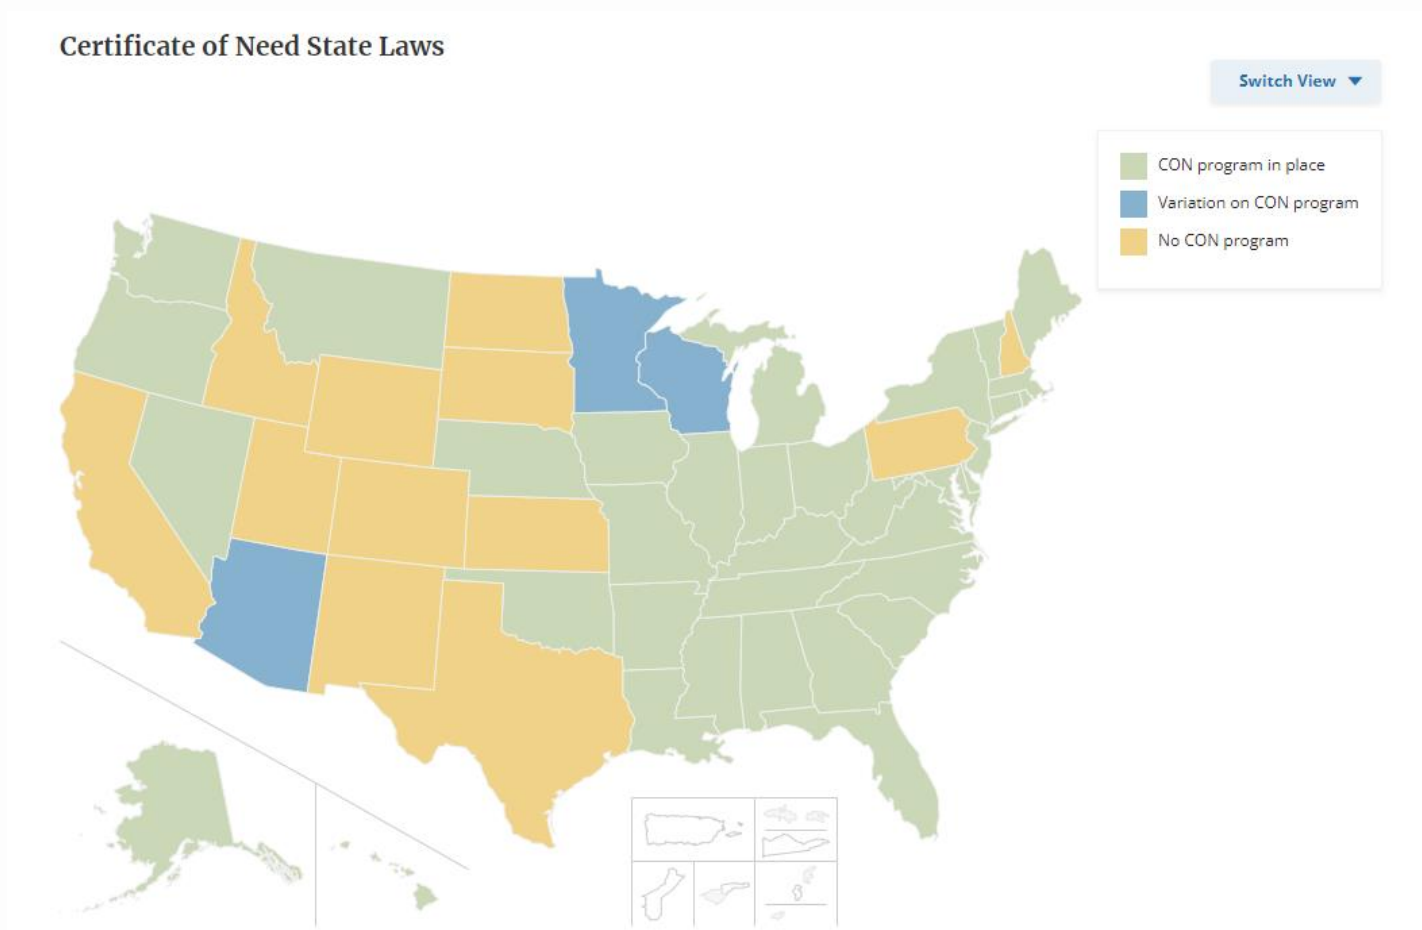 Certificate of Need State Laws
Switch View
CON program in place
Variation on CON program
No CON program